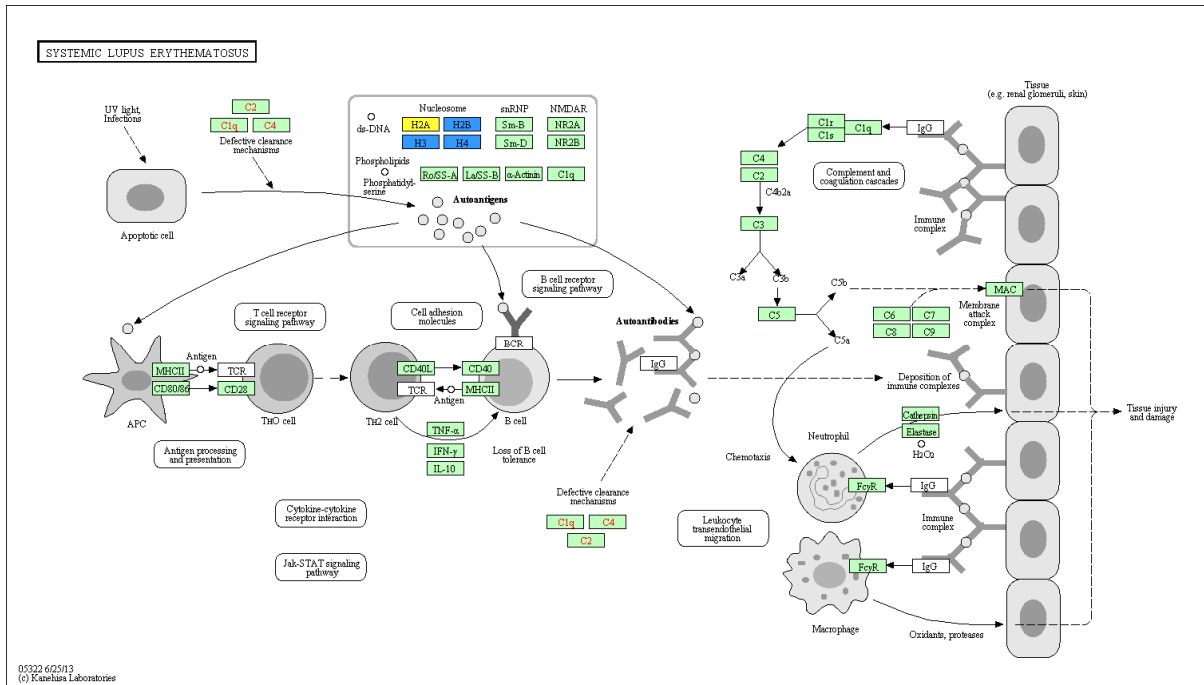 SYSTEMIC LUPUS ERYTHEMATOSUS
UV light,
Infections
C2
C1q
C4
Defective clearance
mechanisms
Apoptotic cell
Nucleosome
snRNP
NMDAR
ds-DNA
H2A
H2B
Sm-B
NR2A
H3
H4
Sm-D
NR2B
Phospholipids
Phosphatidyl-
serine
Ro/SS-A
La/SS-B
α-Actinin
C1q
Autoantigens
B cell receptor
signaling pathway
T cell receptor
signaling pathway
Cell adhesion
molecules
Antigen
MHCII
TCR
CD80/86
CD28
APC
TH0 cell
Antigen processing
and presentation
CD40L
CD40
BCR
TCR
Antigen
MHCII
TH2 cell
B cell
TNF-α
IFN-γ
IL-10
Loss of B cell
tolerance
Cytokine-cytokine
receptor interaction
Jak-STAT signaling
pathway
Autoantibodies
IgG
Defective clearance
mechanisms
C1q
C4
C2
Leukocyte
transendothelial
migration
Tissue
(e.g. renal glomeruli, skin)
C1r
C1s
C1q
IgG
C4
C2
C4b2a
Complement and
coagulation cascades
Immune
complex
C3
C3a
C3b
C5
C5b
C5a
MAC
Membrane
attack
complex
C6
C7
C8
C9
Deposition of
immune complexes
Tissue injury
and damage
Cathepsin
Elastase
H2O2
Neutrophil
Chemotaxis
FcγR
IgG
Immune
complex
FcγR
IgG
Macrophage
Oxidants, proteases
05322 6/25/13
(c) Kanehisa Laboratories